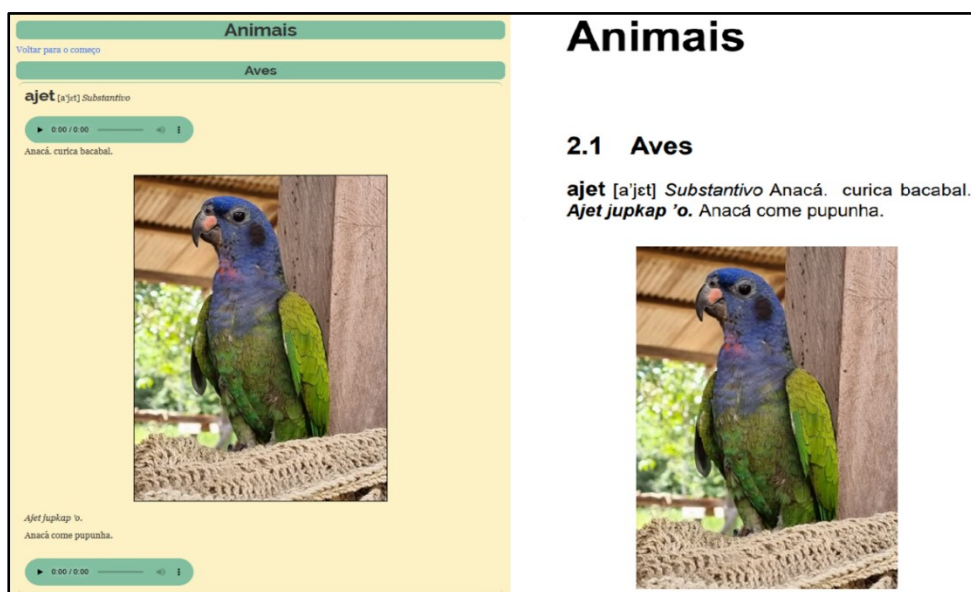 Animais
Voltar para o começo
Aves
ajet [a'jɛt] Substantivo
0:00 / 0:00
Anacá. curica bacabal.
Ajet jupkap 'o.
Anacá come pupunha.
0:00 / 0:00
Animais
2.1 Aves
ajet [a'jɛt] Substantivo Anacá. curica bacabal.
Ajet jupkap ’o. Anacá come pupunha.